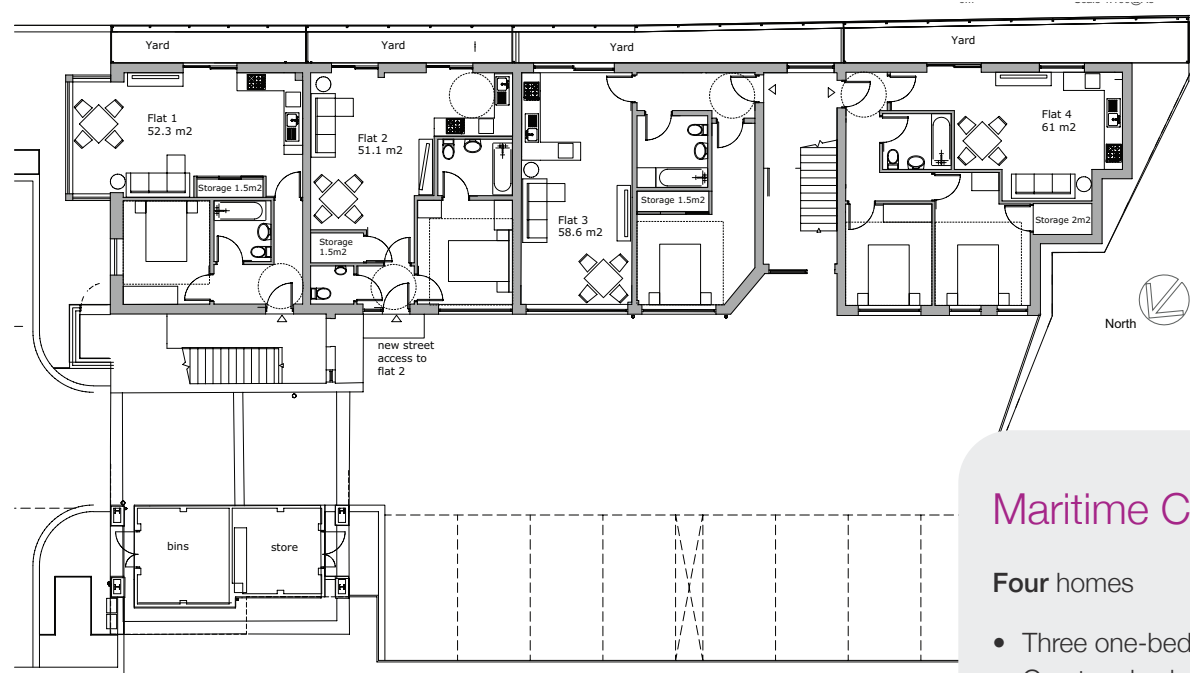 Yard
Yard
Yard
Yard
Flat 1
52.3 m2
Flat 2
51.1 m2
Flat 4
61 m2
Storage 1.5m2
Storage 1.5m2
Flat 3
58.6 m2
Storage 2m2
Storage
1.5m2
North
new street
access to
flat 2
bins
store
Maritime C
Four homes
• Three one-bed